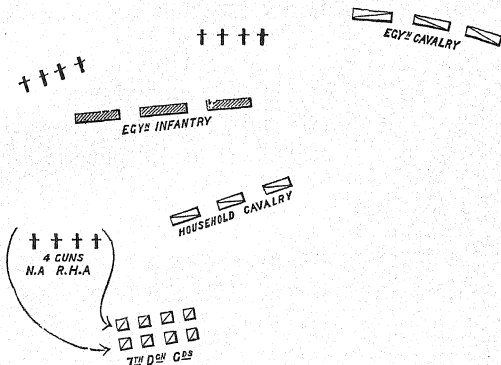 EGYN CAVALRY
EGYN INFANTRY
HOUSEHOLD CAVALRY
4 GUNS
N.A R.H.A
7TH DGN GDS